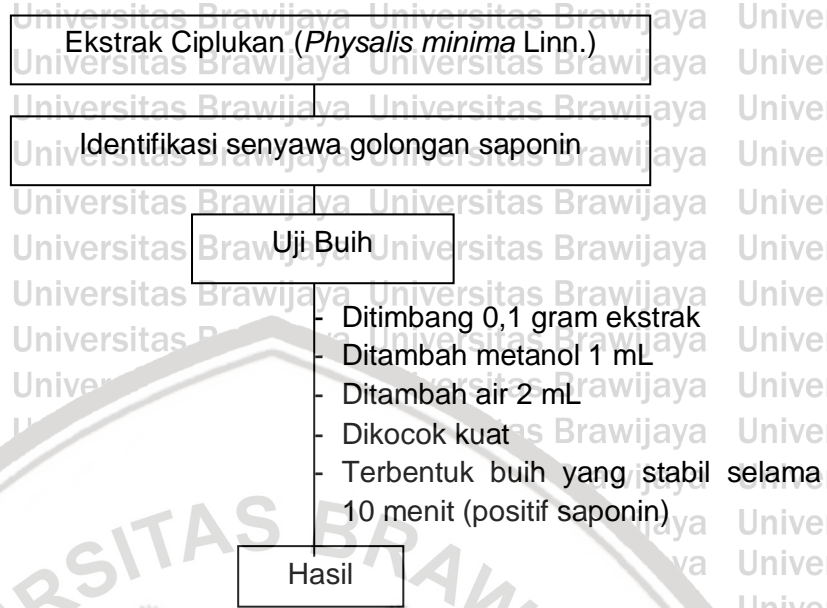 Ekstrak Ciplukan (Physalis minima Linn.)
Identifikasi senyawa golongan saponin
Uji Buih
- Ditimbang 0,1 gram ekstrak
- Ditambah metanol 1 mL
- Ditambah air 2 mL
- Dikocok kuat
- Terbentuk buih yang stabil selama
10 menit (positif saponin)
Hasil